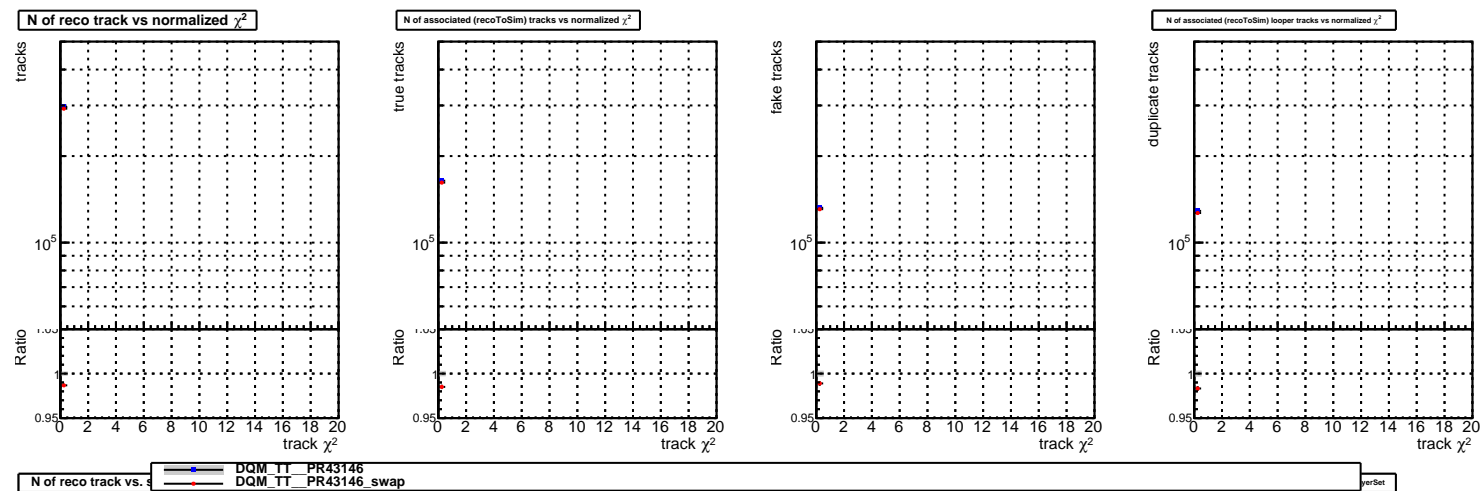 N of reco track vs normalized χ²
N of associated (recoToSim) tracks vs normalized χ²
N of associated (recoToSim) looper tracks vs normalized χ²
tracks
true tracks
fake tracks
duplicate tracks
10⁵
10⁵
10⁵
10⁵
Ratio
Ratio
Ratio
Ratio
1
1
1
1
0.95
0.95
0.95
0.95
0 2 4 6 8 10 12 14 16 18 20
0 2 4 6 8 10 12 14 16 18 20
0 2 4 6 8 10 12 14 16 18 20
0 2 4 6 8 10 12 14 16 18 20
track χ²
track χ²
track χ²
track χ²
DQM_TT__PR43146
DQM_TT__PR43146_swap
N of reco track vs. s
yerSet